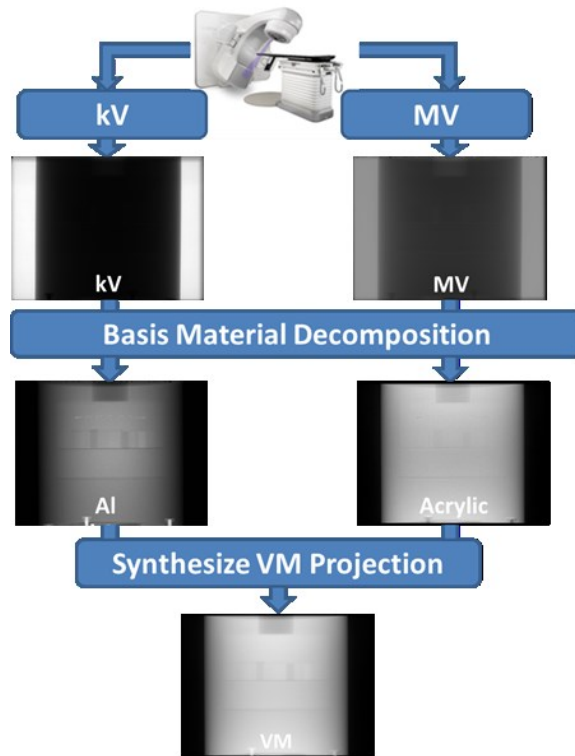 kV
MV
kV
MV
Basis Material Decomposition
Al
Acrylic
Synthesize VM Projection
VM